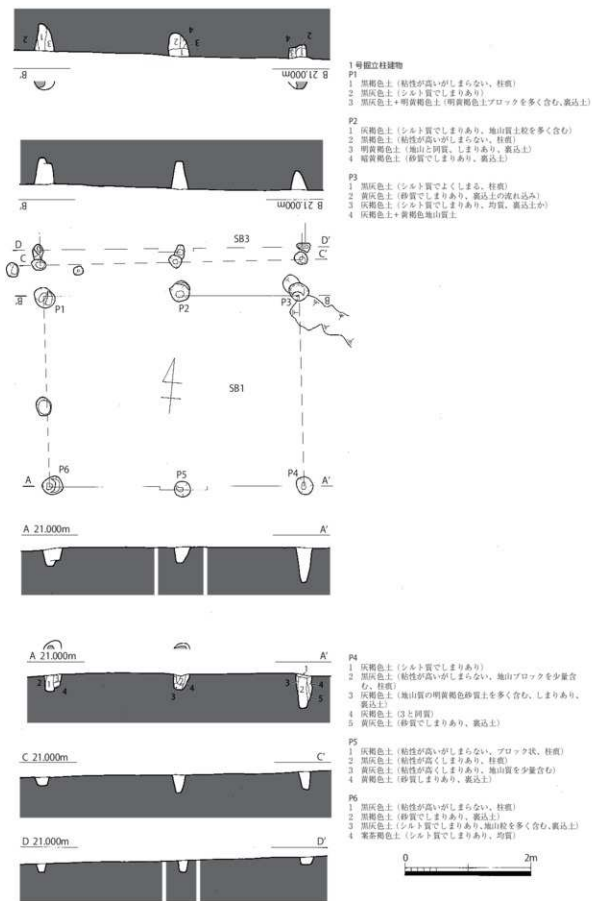 2 1 3
4 2 1 3
4 3 1
B' 21.000m B
1号掘立柱建物
P1
1 黒褐色土（粘性が高いがしまらない、柱痕）
2 黒灰色土（シルト質でしまりあり）
3 黒灰色土＋明黄褐色土（明黄褐色土ブロックを多く含む、裏込土）
P2
1 灰褐色土（シルト質でしまりあり、地山質土粒を多く含む）
2 黒褐色土（粘性が高いがしまらない、柱痕）
3 明黄褐色土（地山と同質、しまりあり、裏込土）
4 暗黄褐色土（砂質でしまりあり、裏込土）
P3
1 黒灰色土（シルト質でよくしまる、柱痕）
2 黄灰色土（砂質でしまりあり、裏込土の流れ込み）
3 灰褐色土（シルト質でしまりあり、均質、裏込土か）
4 灰褐色土＋黄褐色地山質土
B' 21.000m B
D SB3 D'
C C'
B' P1 P2 P3 B
4
SB1
A P6 P5 P4 A'
A 21.000m A'
A 21.000m A'
2 1 4
2 3 4
1 3 2 4 5
C 21.000m C'
D 21.000m D'
P4
1 灰褐色土（シルト質でしまりあり）
2 黒灰色土（粘性が高いがしまらない、地山ブロックを少量含
む、柱痕）
3 灰褐色土（地山質の明黄褐色砂質土を多く含む、しまりあり、
裏込土）
4 灰褐色土（3と同質）
5 黄灰色土（砂質でしまりあり、裏込土）
P5
1 灰褐色土（粘性が高いがしまらない、ブロック状、柱痕）
2 黒灰色土（粘性が高くしまりあり、柱痕）
3 黄灰色土（粘性が高くしまりあり、地山質を少量含む）
4 黄褐色土（砂質しまりあり、裏込土）
P6
1 黒灰色土（粘性が高いがしまらない、柱痕）
2 黒褐色土（砂質でしまりあり、裏込土）
3 黒灰色土（シルト質でしまりあり、地山粒を多く含む、裏込土）
4 茶褐色土（シルト質でしまりあり、均質）
0 2m